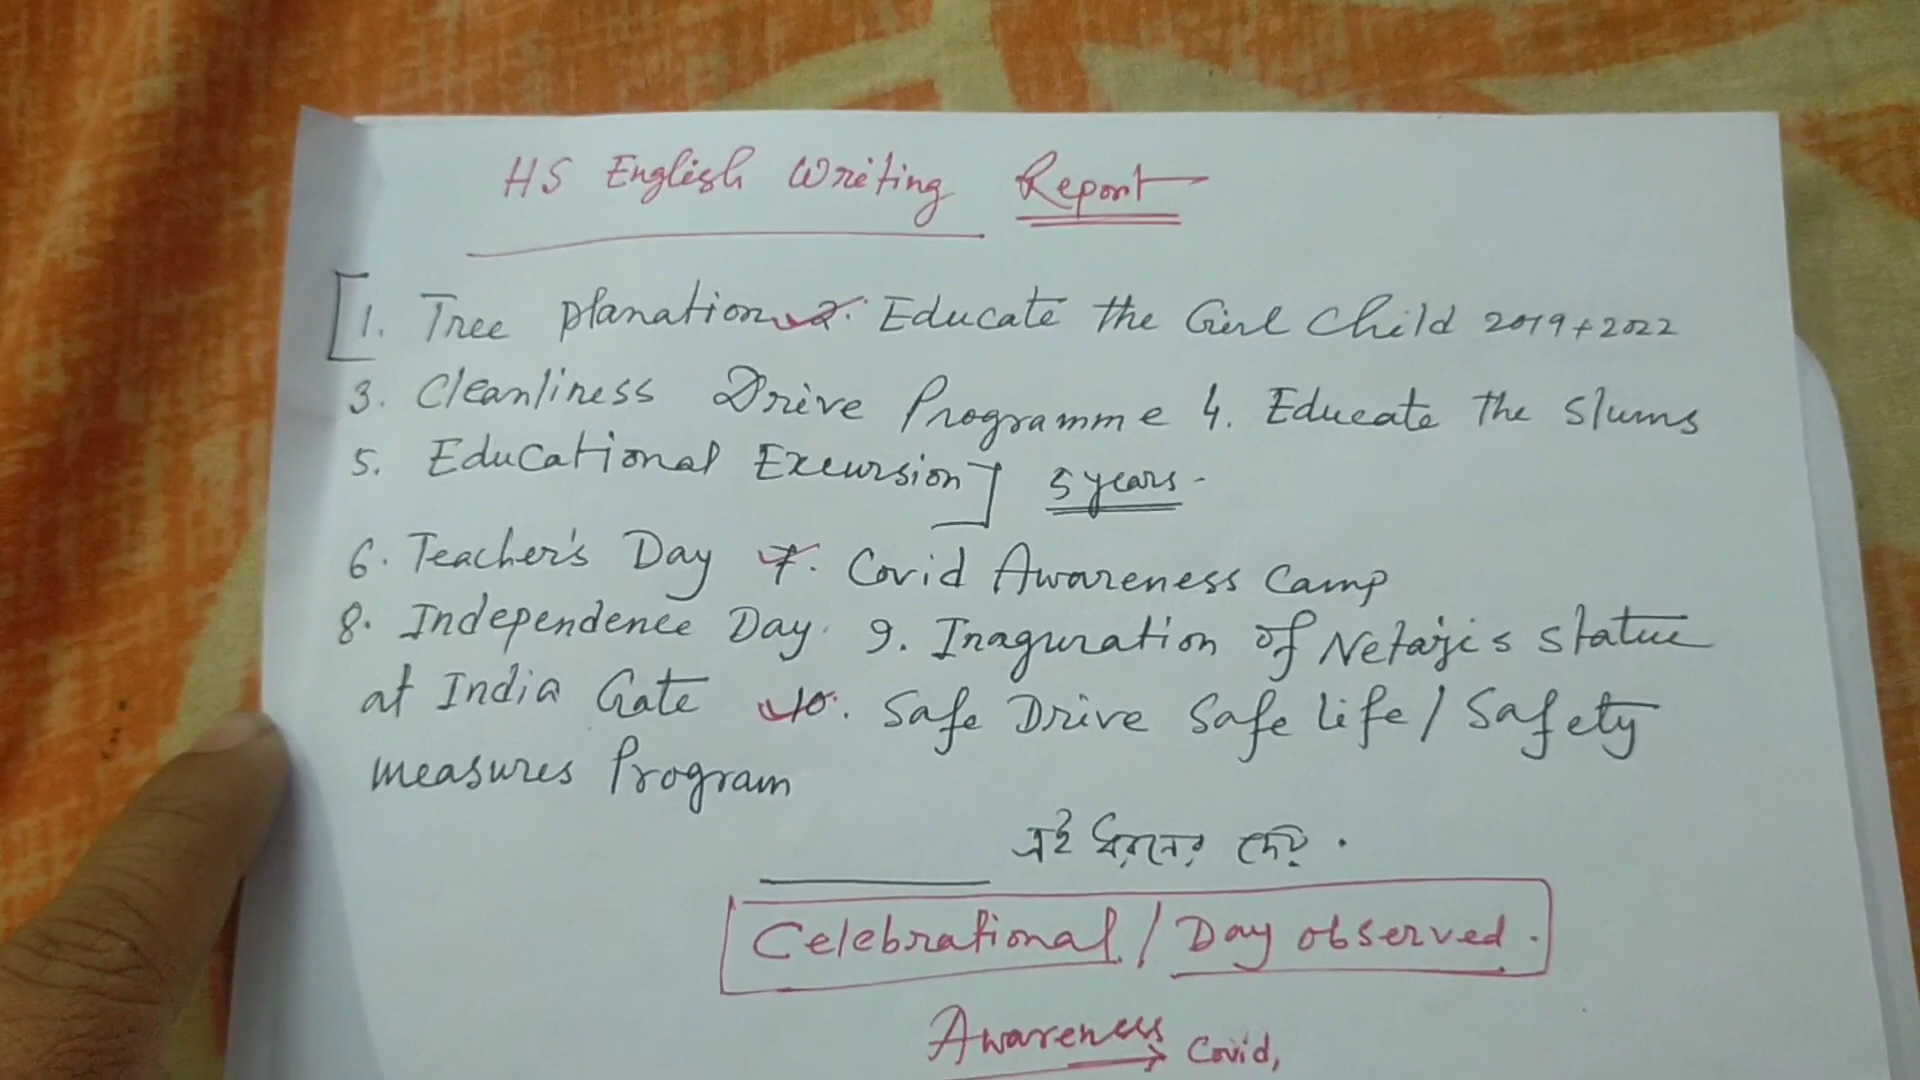 HS English Writing Report
[1. Tree planation 2. Educate the Girl Child 2019+2022
3. Cleanliness Drive Programme 4. Educate the Slums
5. Educational Excursion] 5 years.
6. Teacher's Day 7. Covid Awareness Camp
8. Independence Day. 9. Inaguration of Netaji's Statue
at India Gate 10. Safe Drive Safe Life / Safety
measures Program
এই ধরনের দেয়.
Celebrational / Day observed.
Awareness → Covid,